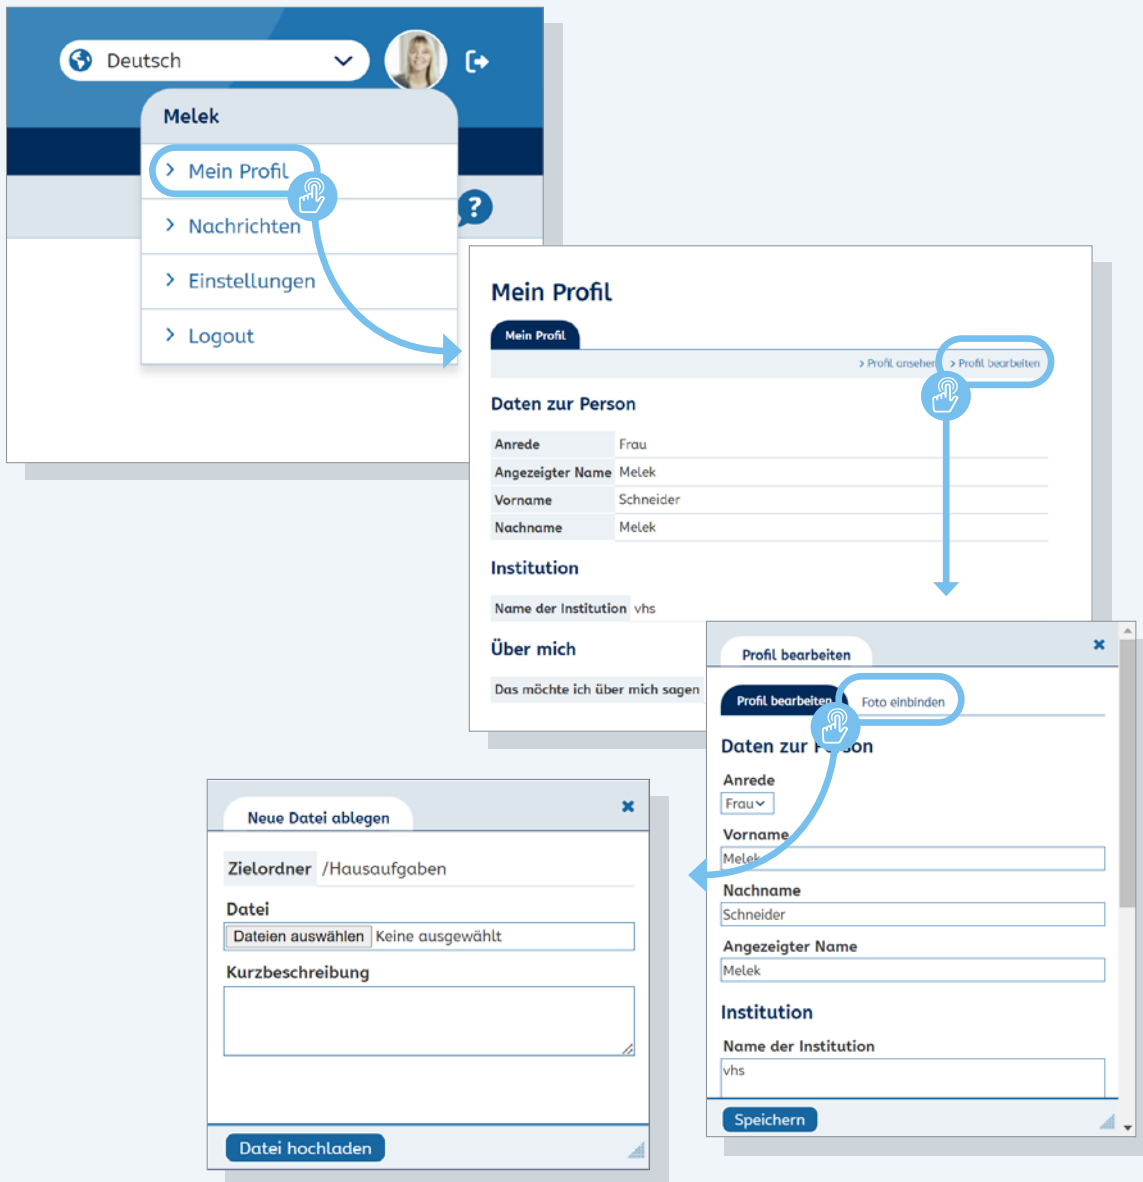 Deutsch
Melek
Mein Profil
Nachrichten
?
Einstellungen
Logout
Mein Profil
Mein Profil
> Profil ansehen > Profil bearbeiten
Daten zur Person
Anrede Frau
Angezeigter Name Melek
Vorname Schneider
Nachname Melek
Institution
Name der Institution vhs
Über mich
Das möchte ich über mich sagen
Profil bearbeiten
Profil bearbeiten Foto einbinden
Daten zur Person
Anrede
Frau
Vorname
Melek
Nachname
Schneider
Angezeigter Name
Melek
Institution
Name der Institution
vhs
Speichern
Neue Datei ablegen
Zielordner /Hausaufgaben
Datei
Dateien auswählen Keine ausgewählt
Kurzbeschreibung
Datei hochladen